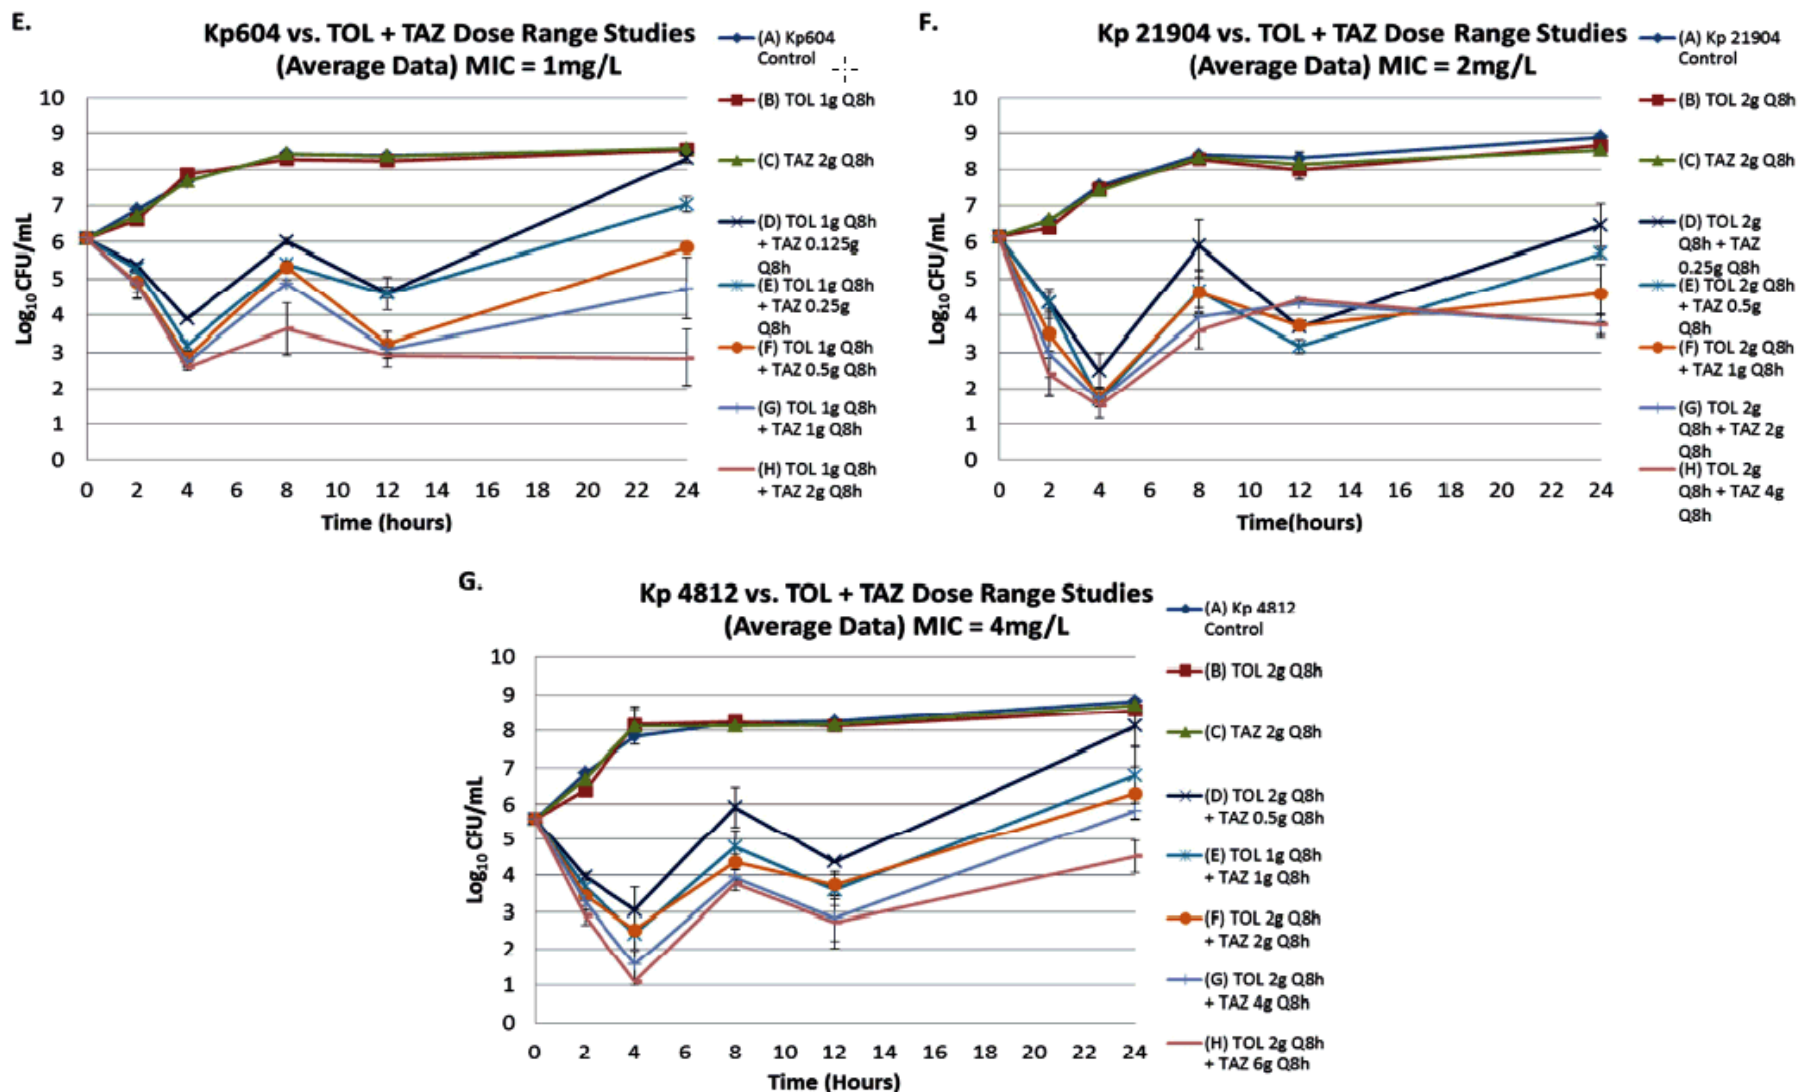 E.
Kp604 vs. TOL + TAZ Dose Range Studies
(Average Data) MIC = 1mg/L
Log10 CFU/mL
10
9
8
7
6
5
4
3
2
1
0
0 2 4 6 8 10 12 14 16 18 20 22 24
Time (hours)
(A) Kp604
Control
(B) TOL 1g Q8h
(C) TAZ 2g Q8h
(D) TOL 1g Q8h
+ TAZ 0.125g
Q8h
(E) TOL 1g Q8h
+ TAZ 0.25g
Q8h
(F) TOL 1g Q8h
+ TAZ 0.5g Q8h
(G) TOL 1g Q8h
+ TAZ 1g Q8h
(H) TOL 1g Q8h
+ TAZ 2g Q8h
F.
Kp 21904 vs. TOL + TAZ Dose Range Studies
(Average Data) MIC = 2mg/L
Log10 CFU/mL
10
9
8
7
6
5
4
3
2
1
0
0 2 4 6 8 10 12 14 16 18 20 22 24
Time(hours)
(A) Kp 21904
Control
(B) TOL 2g Q8h
(C) TAZ 2g Q8h
(D) TOL 2g
Q8h + TAZ
0.25g Q8h
(E) TOL 2g Q8h
+ TAZ 0.5g
Q8h
(F) TOL 2g Q8h
+ TAZ 1g Q8h
(G) TOL 2g
Q8h + TAZ 2g
Q8h
(H) TOL 2g
Q8h + TAZ 4g
Q8h
G.
Kp 4812 vs. TOL + TAZ Dose Range Studies
(Average Data) MIC = 4mg/L
Log10 CFU/mL
10
9
8
7
6
5
4
3
2
1
0
0 2 4 6 8 10 12 14 16 18 20 22 24
Time (Hours)
(A) Kp 4812
Control
(B) TOL 2g Q8h
(C) TAZ 2g Q8h
(D) TOL 2g Q8h
+ TAZ 0.5g Q8h
(E) TOL 1g Q8h
+ TAZ 1g Q8h
(F) TOL 2g Q8h
+ TAZ 2g Q8h
(G) TOL 2g Q8h
+ TAZ 4g Q8h
(H) TOL 2g Q8h
+ TAZ 6g Q8h